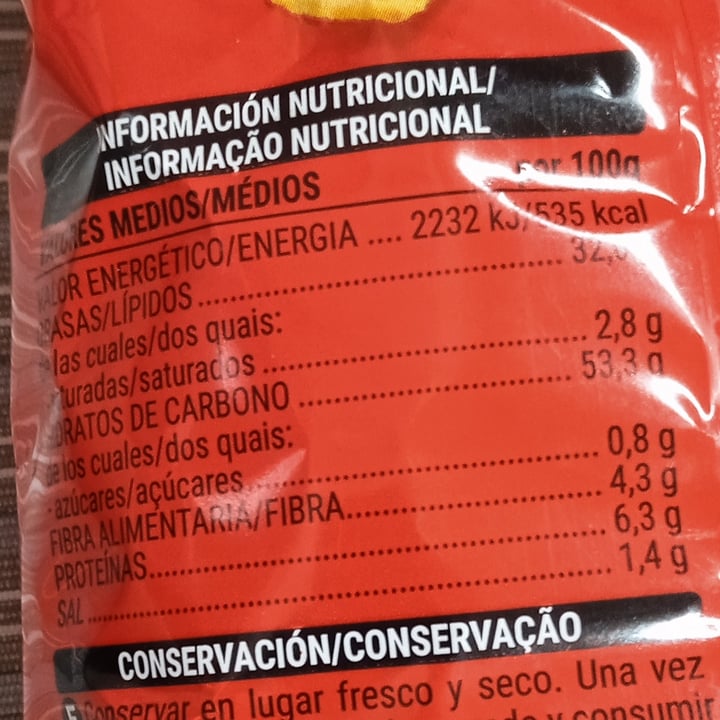 INFORMACIÓN NUTRICIONAL/
INFORMAÇÃO NUTRICIONAL
VALORES MEDIOS/MÉDIOS por 100g
VALOR ENERGÉTICO/ENERGIA .... 2232 kJ/535 kcal
GRASAS/LÍPIDOS
de las cuales/dos quais:
saturadas/saturados 2,8 g
HIDRATOS DE CARBONO 53,3 g
de los cuales/dos quais:
- azúcares/açúcares 0,8 g
FIBRA ALIMENTARIA/FIBRA 4,3 g
PROTEÍNAS 6,3 g
SAL 1,4 g
CONSERVACIÓN/CONSERVAÇÃO
E Conservar en lugar fresco y seco. Una vez
y consumir